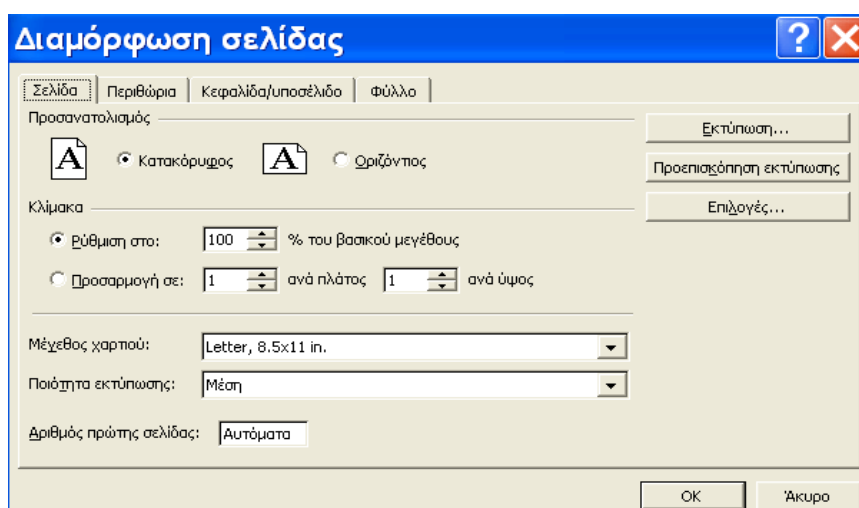 Διαμόρφωση σελίδας
Σελίδα Περιθώρια Κεφαλίδα/υποσέλιδο Φύλλο
Προσανατολισμός
A Κατακόρυφος A Οριζόντιος
Κλίμακα
Ρύθμιση στο: 100 % του βασικού μεγέθους
Προσαρμογή σε: 1 ανά πλάτος 1 ανά ύψος
Μέγεθος χαρτιού: Letter, 8.5x11 in.
Ποιότητα εκτύπωσης: Μέση
Αριθμός πρώτης σελίδας: Αυτόματα
Εκτύπωση...
Προεπισκόπηση εκτύπωσης
Επιλογές...
OK Άκυρο